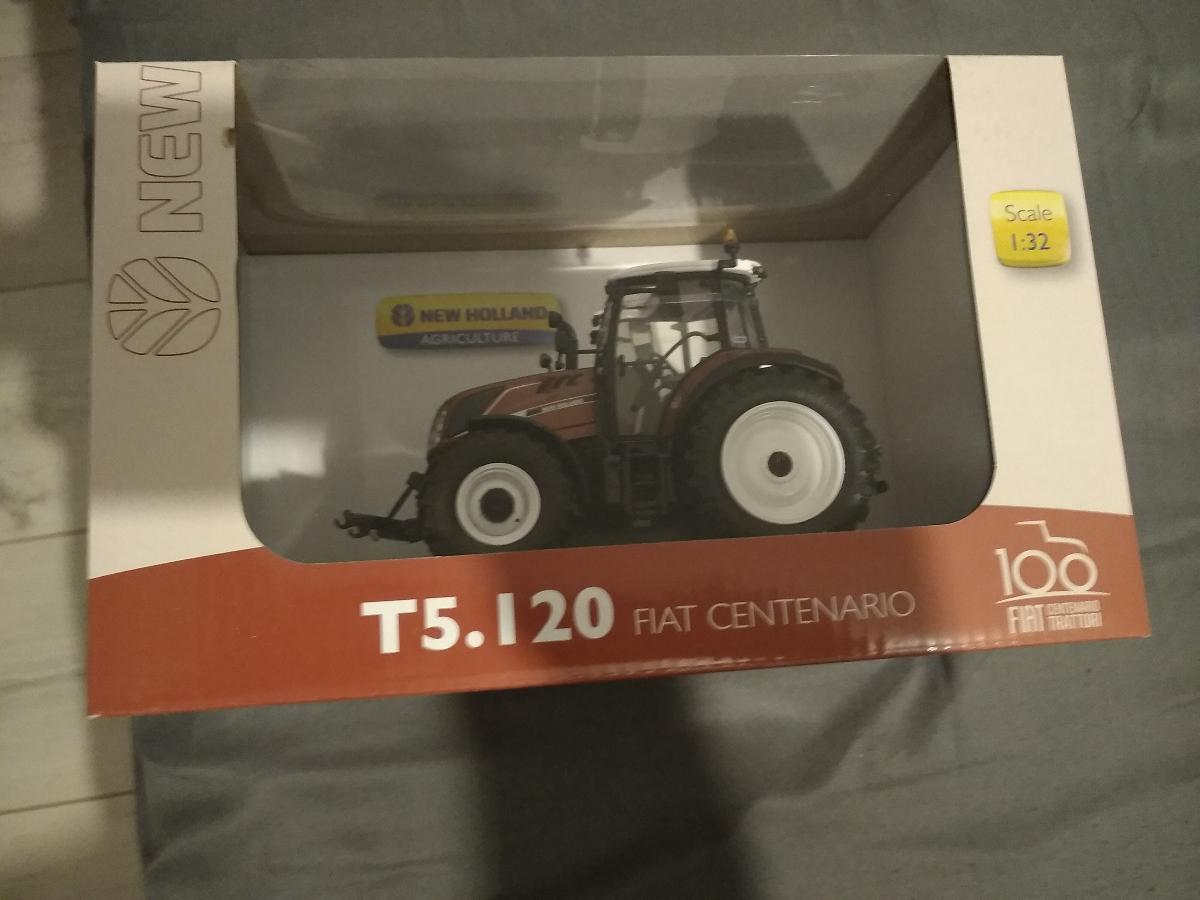 NEW
Scale
1:32
NEW HOLLAND
AGRICULTURE
T5.120 FIAT CENTENARIO
100
FIAT CENTENARIO
TRATTORI